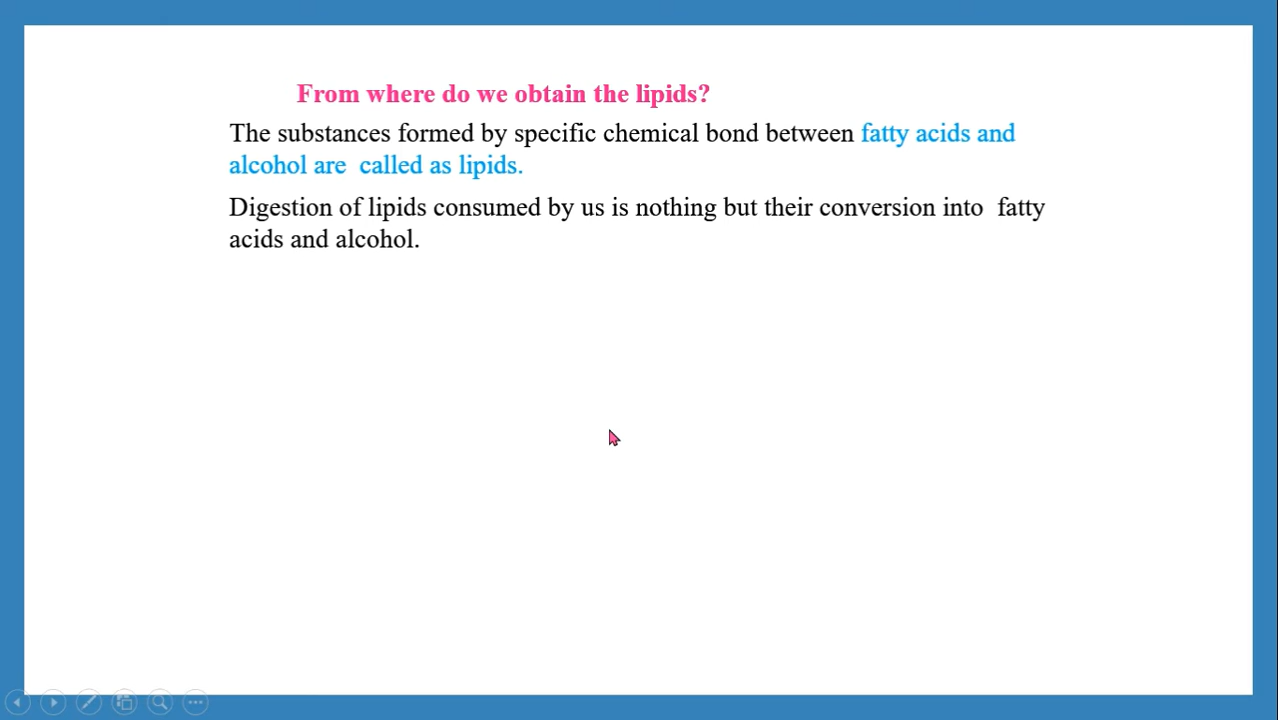 From where do we obtain the lipids?
The substances formed by specific chemical bond between fatty acids and
alcohol are called as lipids.
Digestion of lipids consumed by us is nothing but their conversion into fatty
acids and alcohol.